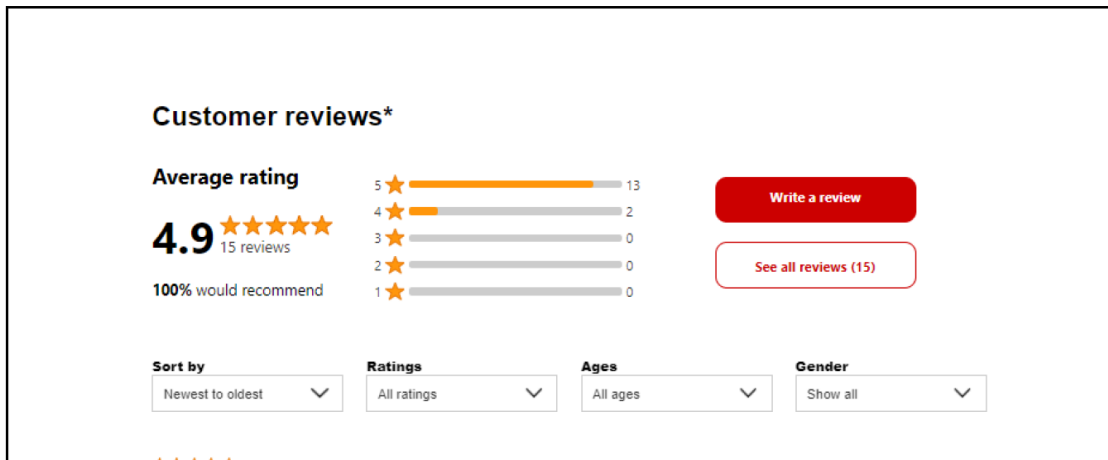 Customer reviews*
Average rating
4.9
15 reviews
100% would recommend
5 13
4 2
3 0
2 0
1 0
Write a review
See all reviews (15)
Sort by
Newest to oldest
Ratings
All ratings
Ages
All ages
Gender
Show all